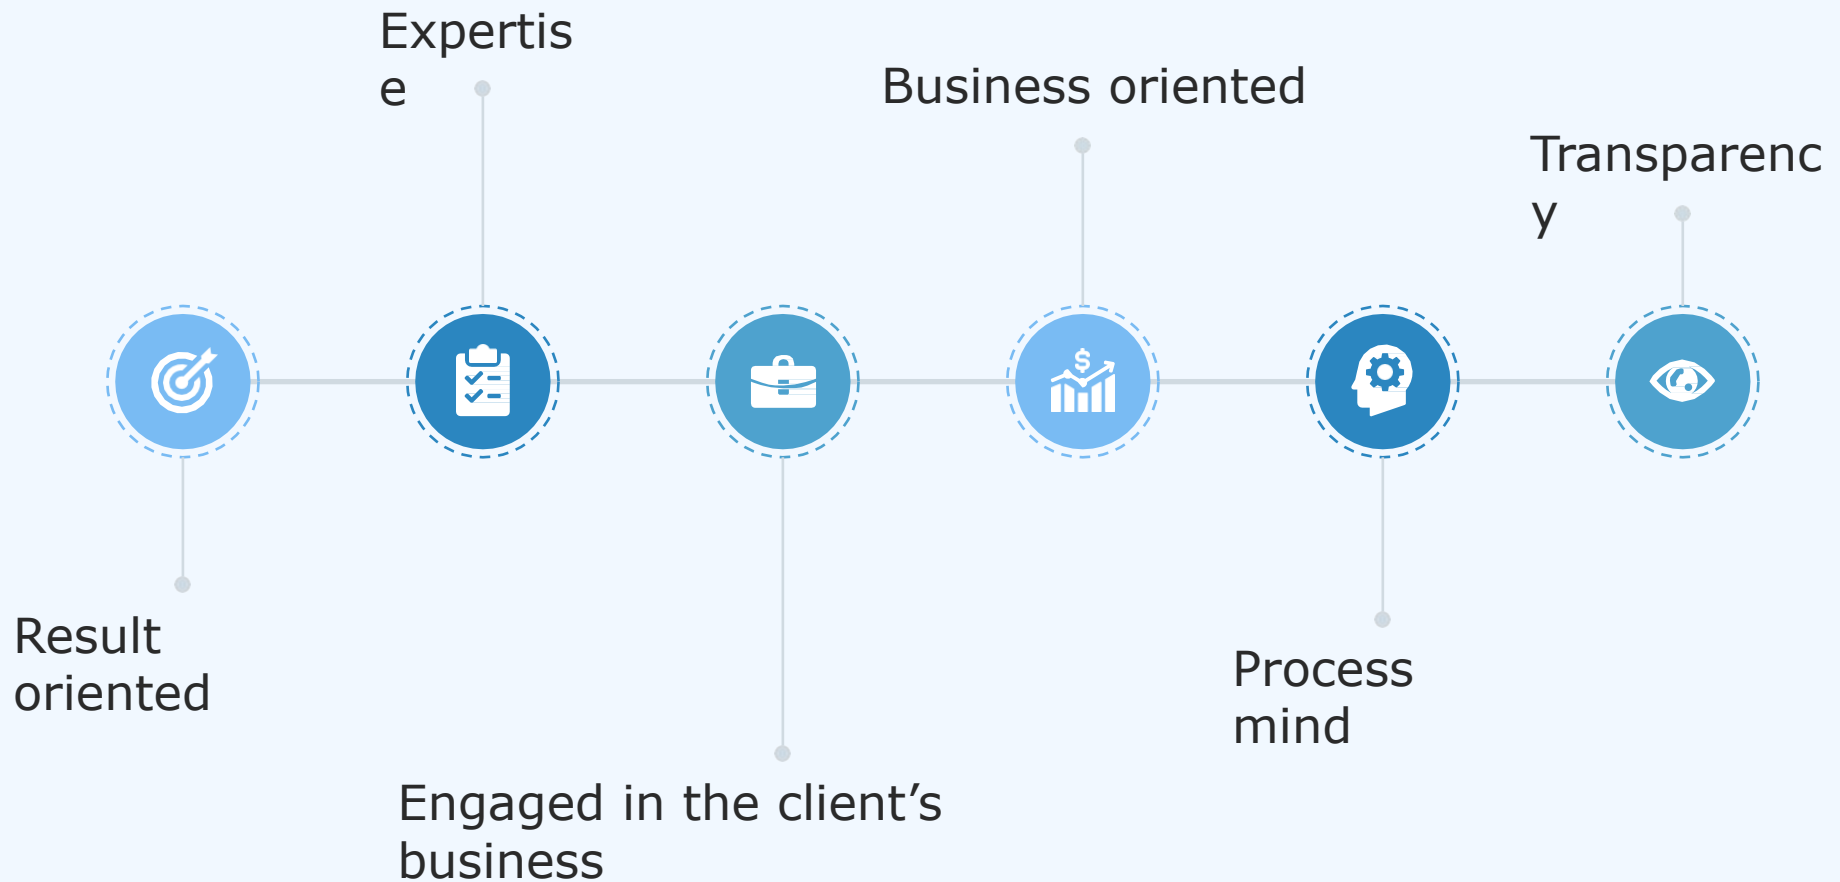 Expertis
e
Business oriented
Transparenc
y
$
Result
oriented
Process
mind
Engaged in the client’s
business